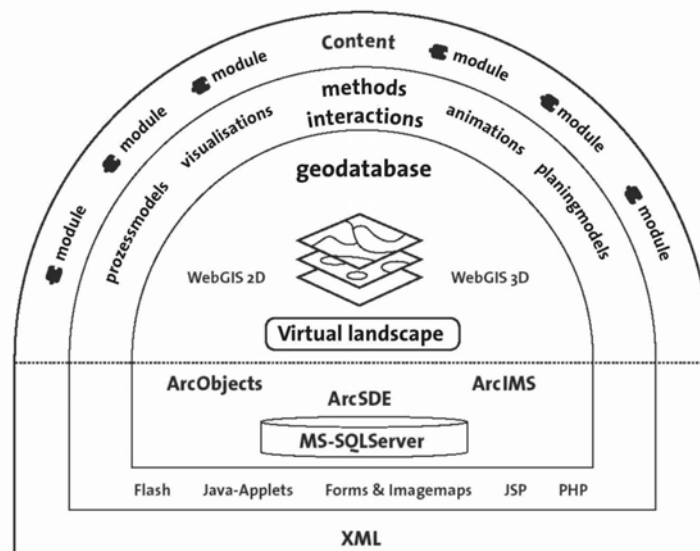 Content
module
module
module
module
module
module
methods
interactions
visualisations
animations
prozessmodels
planingmodels
geodatabase
WebGIS 2D
WebGIS 3D
Virtual landscape
ArcObjects
ArcIMS
ArcSDE
MS-SQLServer
Flash Java-Applets Forms & Imagemaps JSP PHP
XML